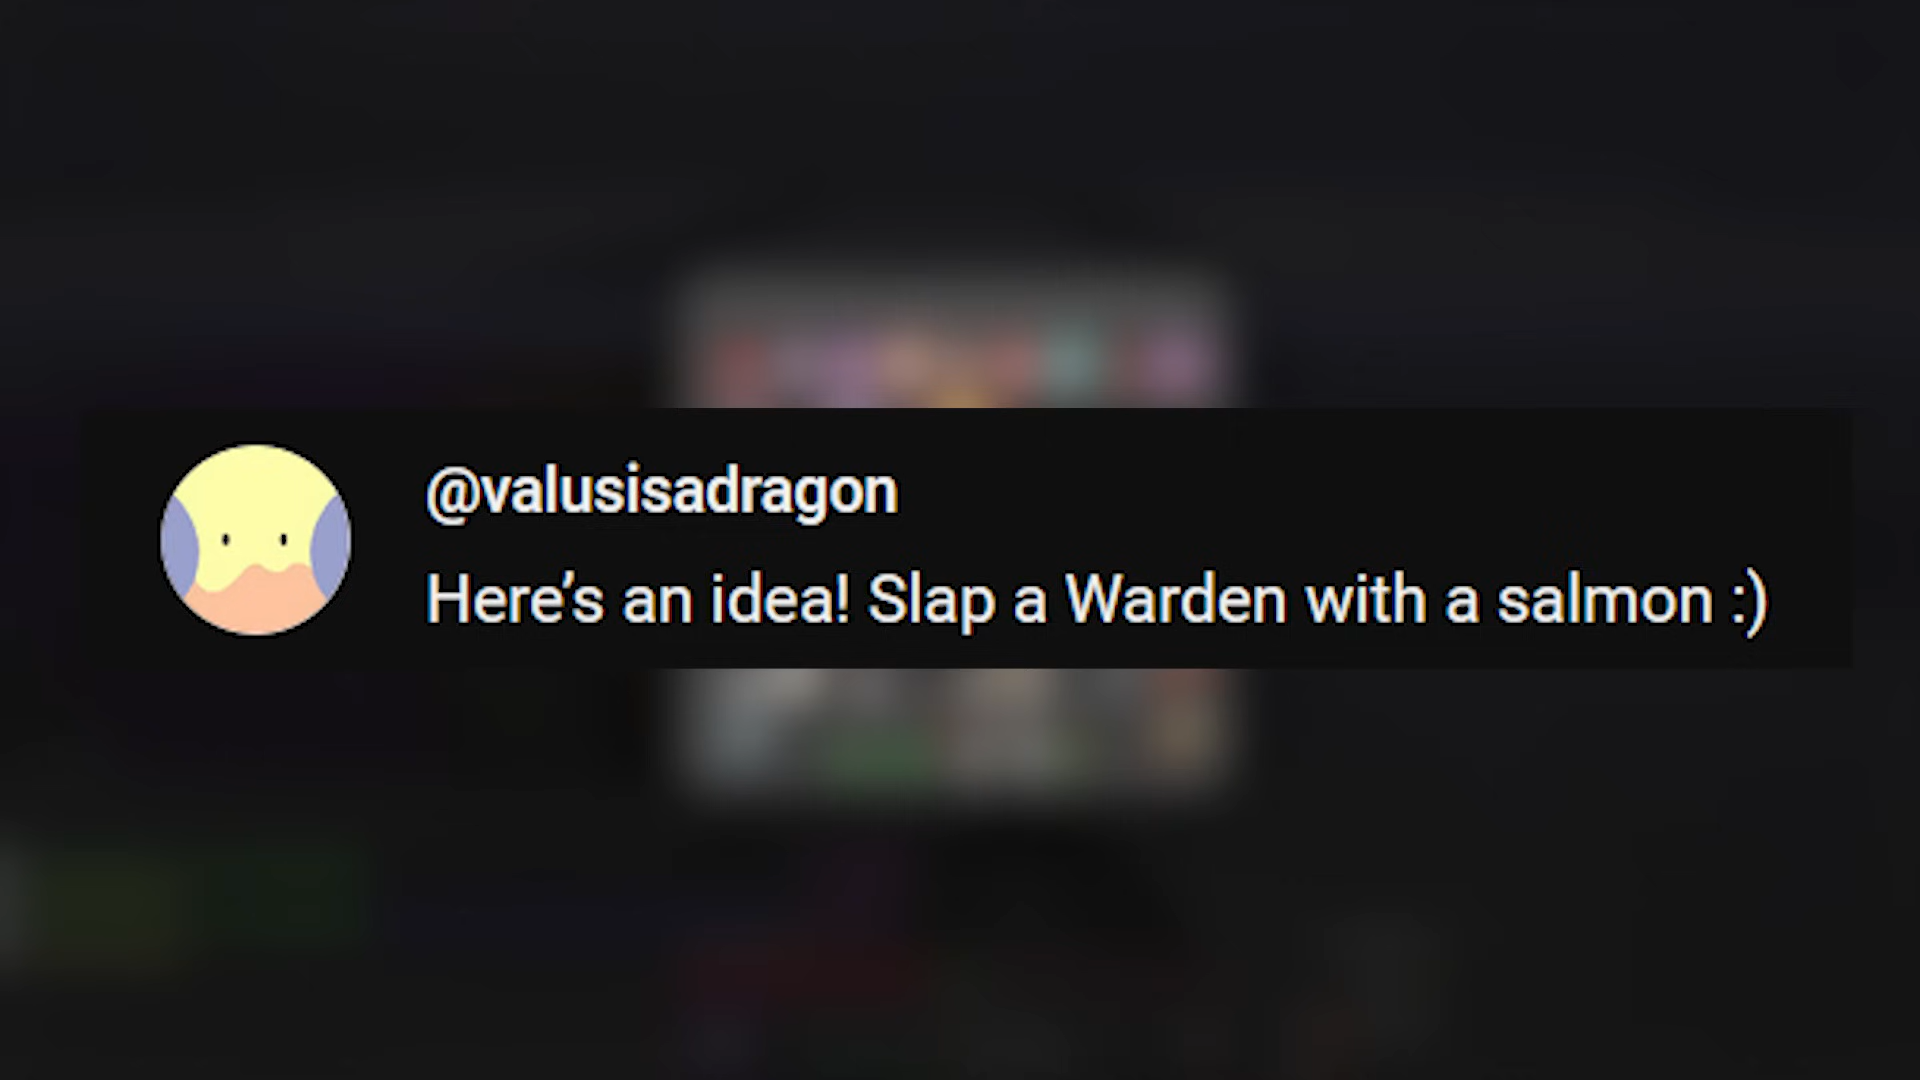 @valusisadragon
Here’s an idea! Slap a Warden with a salmon :)